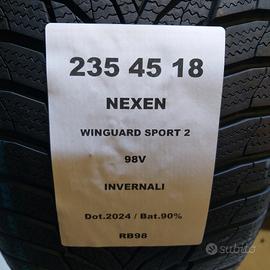 235 45 18
NEXEN
WINGUARD SPORT 2
98V
INVERNALI
Dot.2024 / Bat.90%
RB98
subito